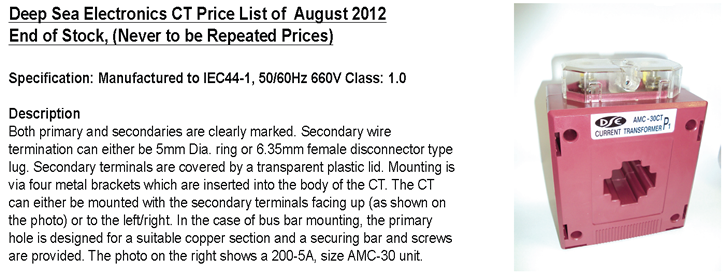 Deep Sea Electronics CT Price List of  August 2012
End of Stock, (Never to be Repeated Prices)
Specification: Manufactured to IEC44-1, 50/60Hz 660V Class: 1.0
Description
Both primary and secondaries are clearly marked. Secondary wire
termination can either be 5mm Dia. ring or 6.35mm female disconnector type
lug. Secondary terminals are covered by a transparent plastic lid. Mounting is
via four metal brackets which are inserted into the body of the CT. The CT
can either be mounted with the secondary terminals facing up (as shown on
the photo) or to the left/right. In the case of bus bar mounting, the primary
hole is designed for a suitable copper section and a securing bar and screws
are provided. The photo on the right shows a 200-5A, size AMC-30 unit.
DSE
AMC - 30CT
CURRENT TRANSFORMER P1